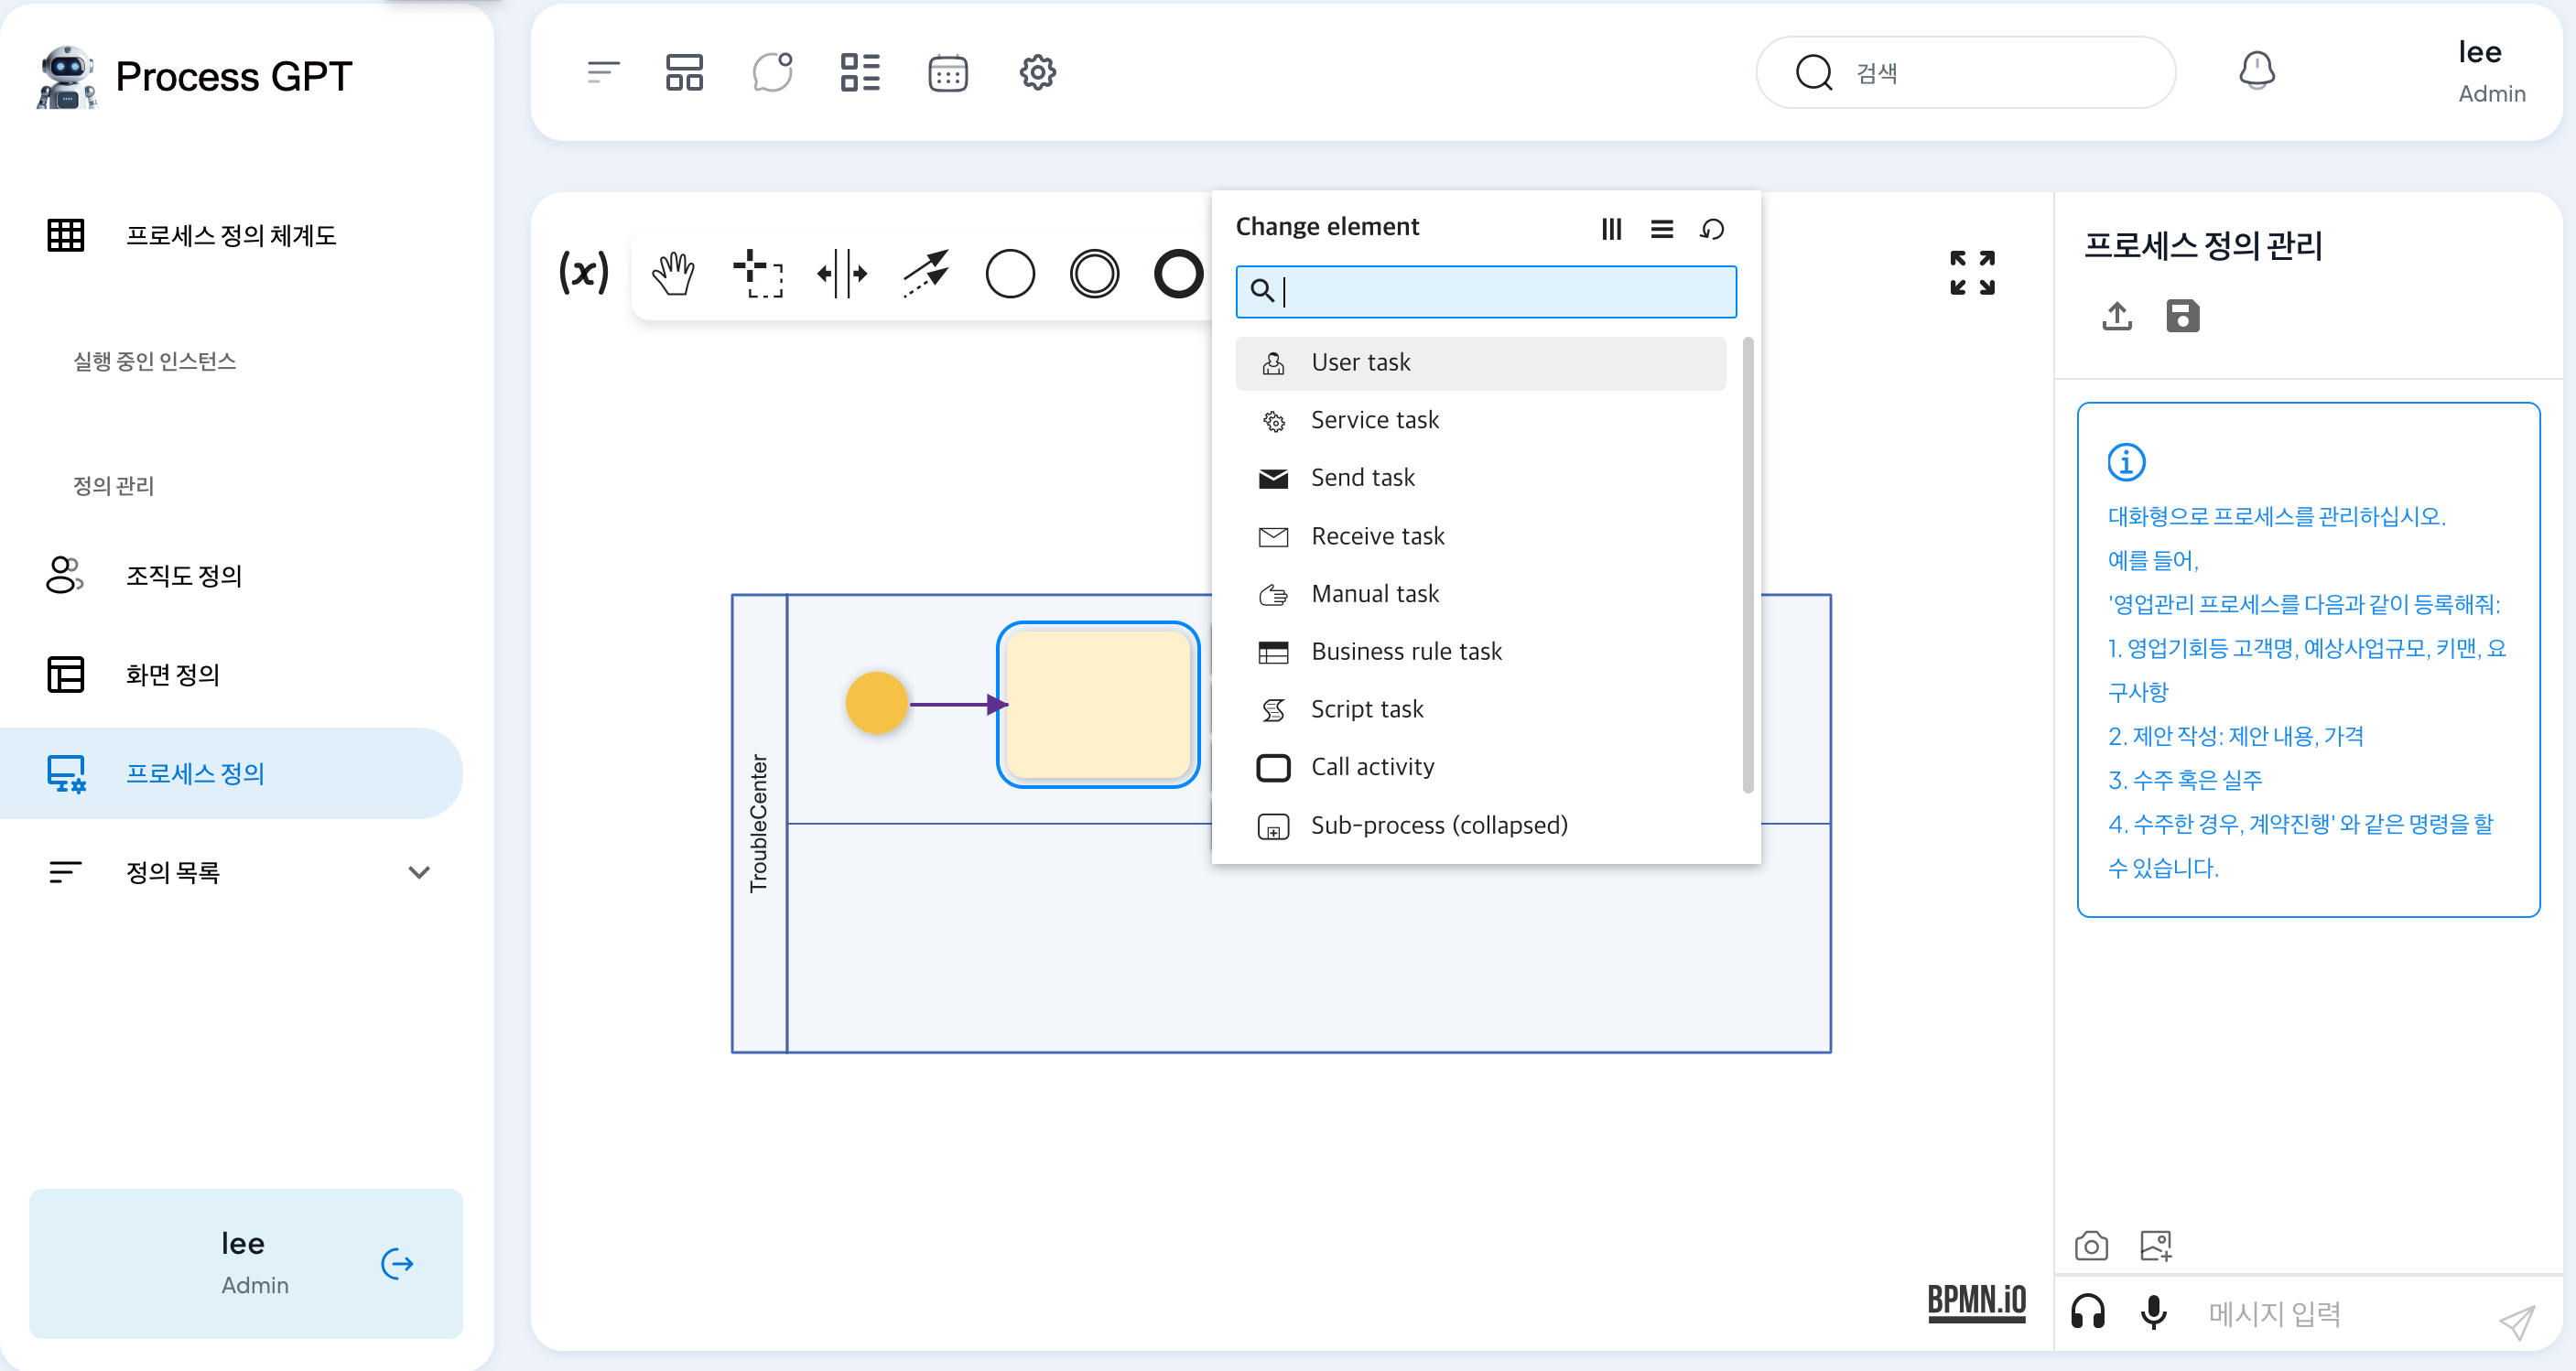 Process GPT
프로세스 정의 체계도
실행 중인 인스턴스
정의 관리
조직도 정의
화면 정의
프로세스 정의
정의 목록
lee
Admin
검색
lee
Admin
(x)
Change element
User task
Service task
Send task
Receive task
Manual task
Business rule task
Script task
Call activity
Sub-process (collapsed)
TroubleCenter
BPMN.iO
프로세스 정의 관리
대화형으로 프로세스를 관리하십시오.
예를 들어,
'영업관리 프로세스를 다음과 같이 등록해줘:
1. 영업기회등 고객명, 예상사업규모, 키맨, 요
구사항
2. 제안 작성: 제안 내용, 가격
3. 수주 혹은 실주
4. 수주한 경우, 계약진행' 와 같은 명령을 할
수 있습니다.
메시지 입력